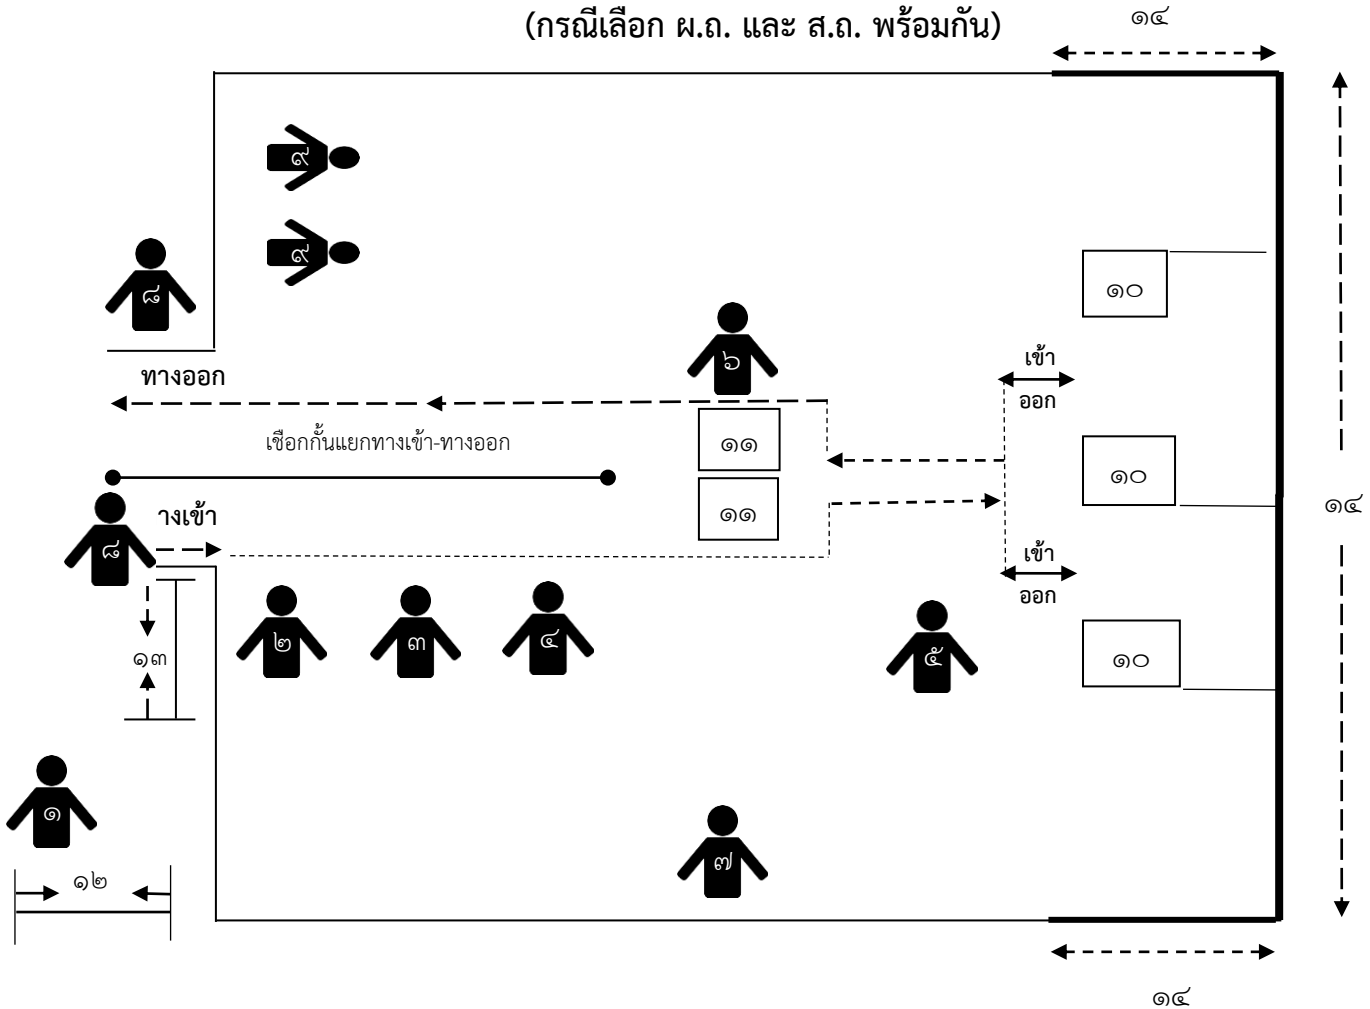 (กรณีเลือก ผ.ถ. และ ส.ถ. พร้อมกัน)
๑๔
๙
๙
๘
๑๐
๖
เข้า
ออก
ทางออก
เชือกกั้นแยกทางเข้า-ทางออก
๑๑
๑๐
๑๑
๑๔
างเข้า
๘
เข้า
ออก
๒
๓
๔
๕
๑๐
๑๓
๑
๗
๑๒
๑๔